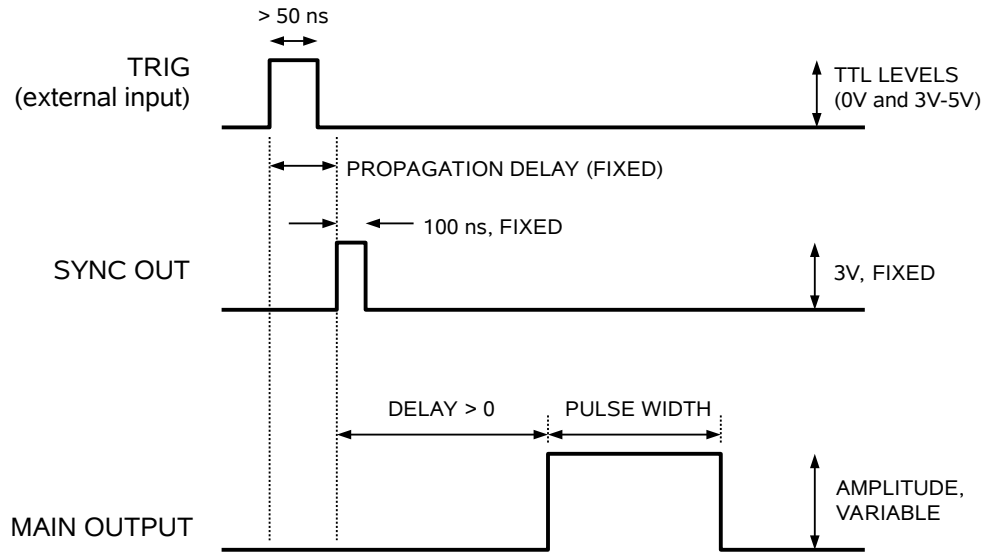 > 50 ns
TRIG
(external input)
TTL LEVELS
(0V and 3V-5V)
PROPAGATION DELAY (FIXED)
100 ns, FIXED
SYNC OUT
3V, FIXED
DELAY > 0
PULSE WIDTH
MAIN OUTPUT
AMPLITUDE,
VARIABLE